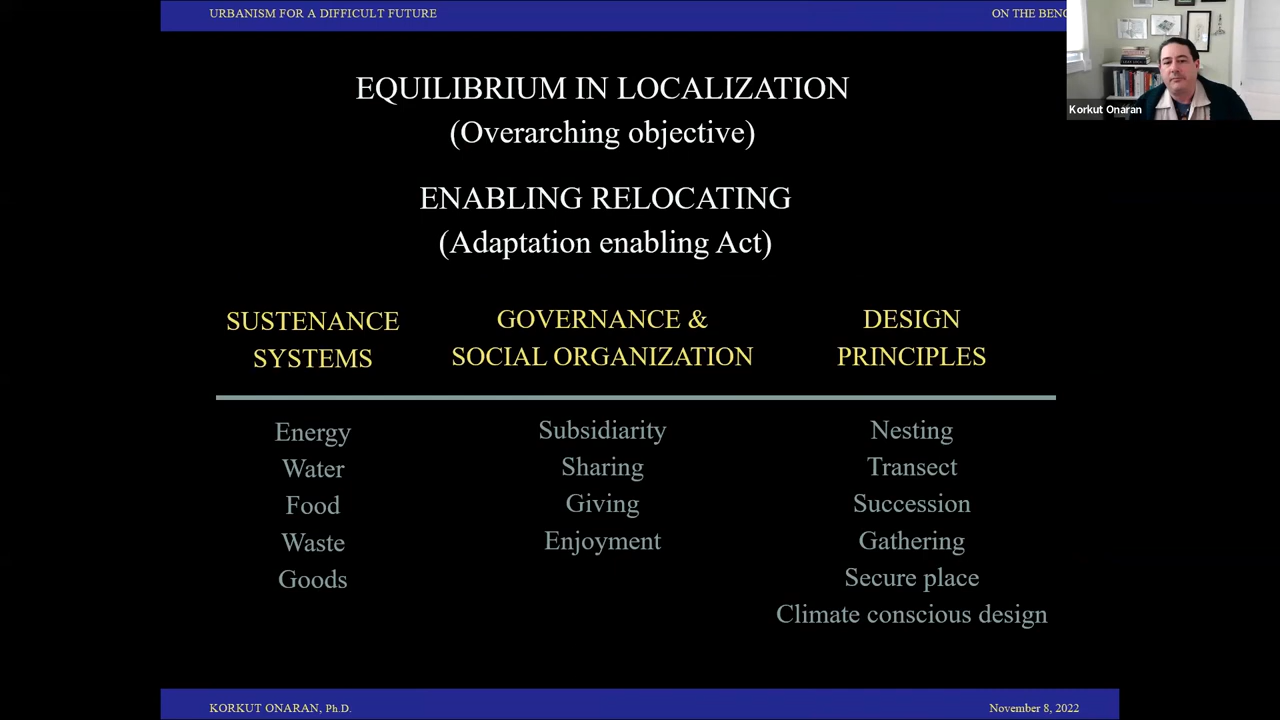 URBANISM FOR A DIFFICULT FUTURE
ON THE
Korkut Onaran
EQUILIBRIUM IN LOCALIZATION
(Overarching objective)
ENABLING RELOCATING
(Adaptation enabling Act)
SUSTENANCE
SYSTEMS
Energy
Water
Food
Waste
Goods
GOVERNANCE &
SOCIAL ORGANIZATION
Subsidiarity
Sharing
Giving
Enjoyment
DESIGN
PRINCIPLES
Nesting
Transect
Succession
Gathering
Secure place
Climate conscious design
KORKUT ONARAN, Ph.D.
November 8, 2022